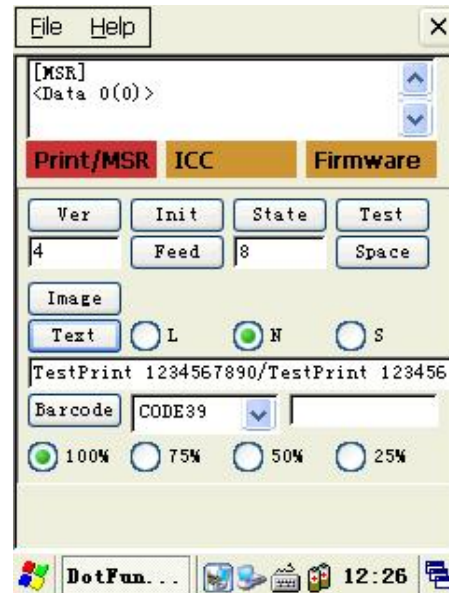 File Help
[MSR]
<Data 0(0)>
Print/MSR ICC Firmware
Ver Init State Test
4 Feed 8 Space
Image
Text L N S
TestPrint 1234567890/TestPrint 123456
Barcode CODE39
100% 75% 50% 25%
DotFun... 12:26